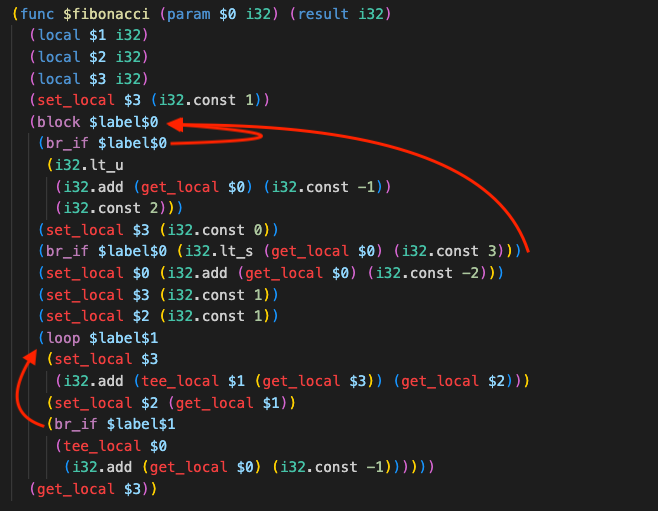 (func $fibonacci (param $0 i32) (result i32)
(local $1 i32)
(local $2 i32)
(local $3 i32)
(set_local $3 (i32.const 1))
(block $label$0
(br_if $label$0
(i32.lt_u
(i32.add (get_local $0) (i32.const -1))
(i32.const 2)))
(set_local $3 (i32.const 0))
(br_if $label$0 (i32.lt_s (get_local $0) (i32.const 3)))
(set_local $0 (i32.add (get_local $0) (i32.const -2)))
(set_local $3 (i32.const 1))
(set_local $2 (i32.const 1))
(loop $label$1
(set_local $3
(i32.add (tee_local $1 (get_local $3)) (get_local $2)))
(set_local $2 (get_local $1))
(br_if $label$1
(tee_local $0
(i32.add (get_local $0) (i32.const -1))))))
(get_local $3))